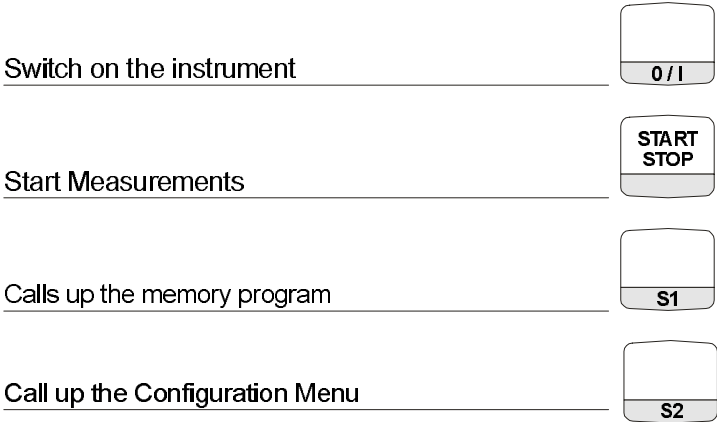 Switch on the instrument
0 / I
START
STOP
Start Measurements
Calls up the memory program
S1
Call up the Configuration Menu
S2